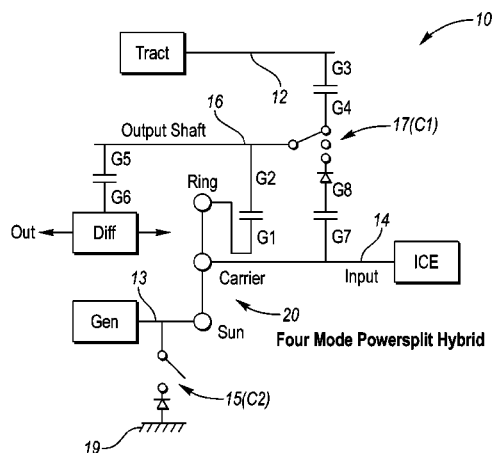 10
Tract
12
G3
G4
16
17(C1)
Output Shaft
G5
G2
G6
Ring
G8
Out
Diff
G1
G7
14
ICE
Carrier
Input
13
20
Gen
Sun
Four Mode Powersplit Hybrid
15(C2)
19